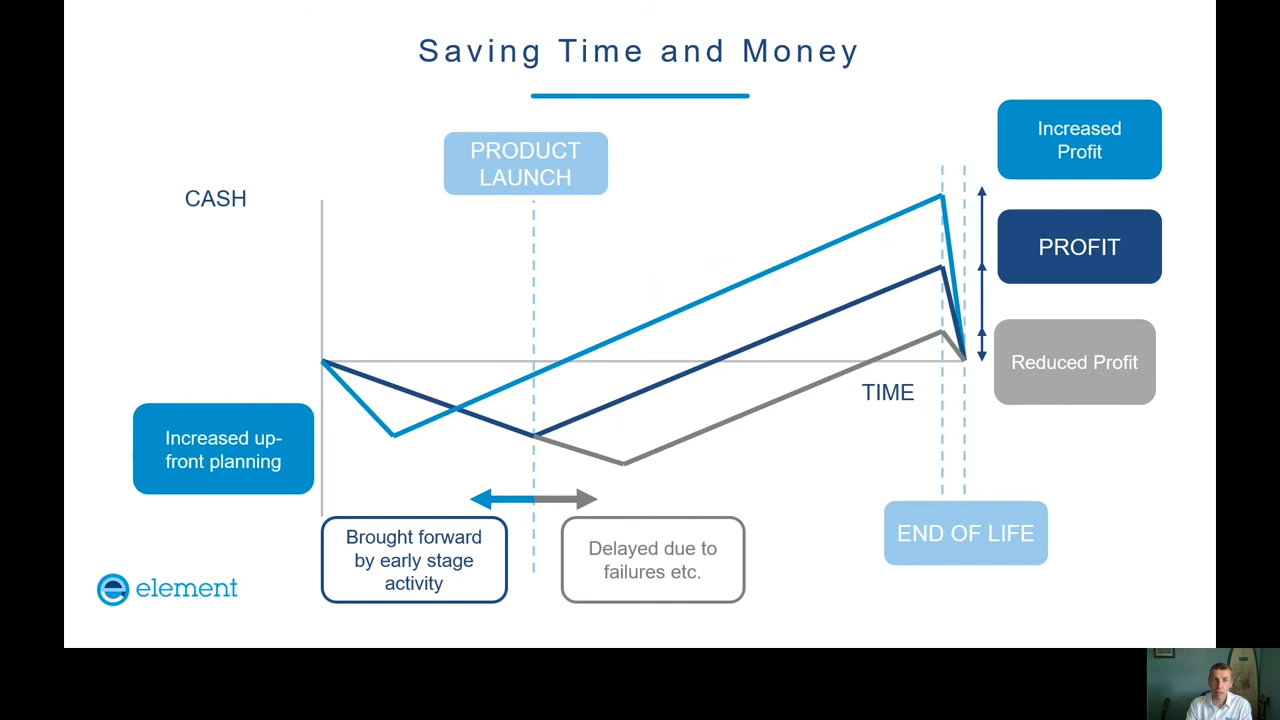 Saving Time and Money
PRODUCT
LAUNCH
Increased
Profit
CASH
PROFIT
Reduced Profit
TIME
Increased up-
front planning
Brought forward
by early stage
activity
Delayed due to
failures etc.
END OF LIFE
element